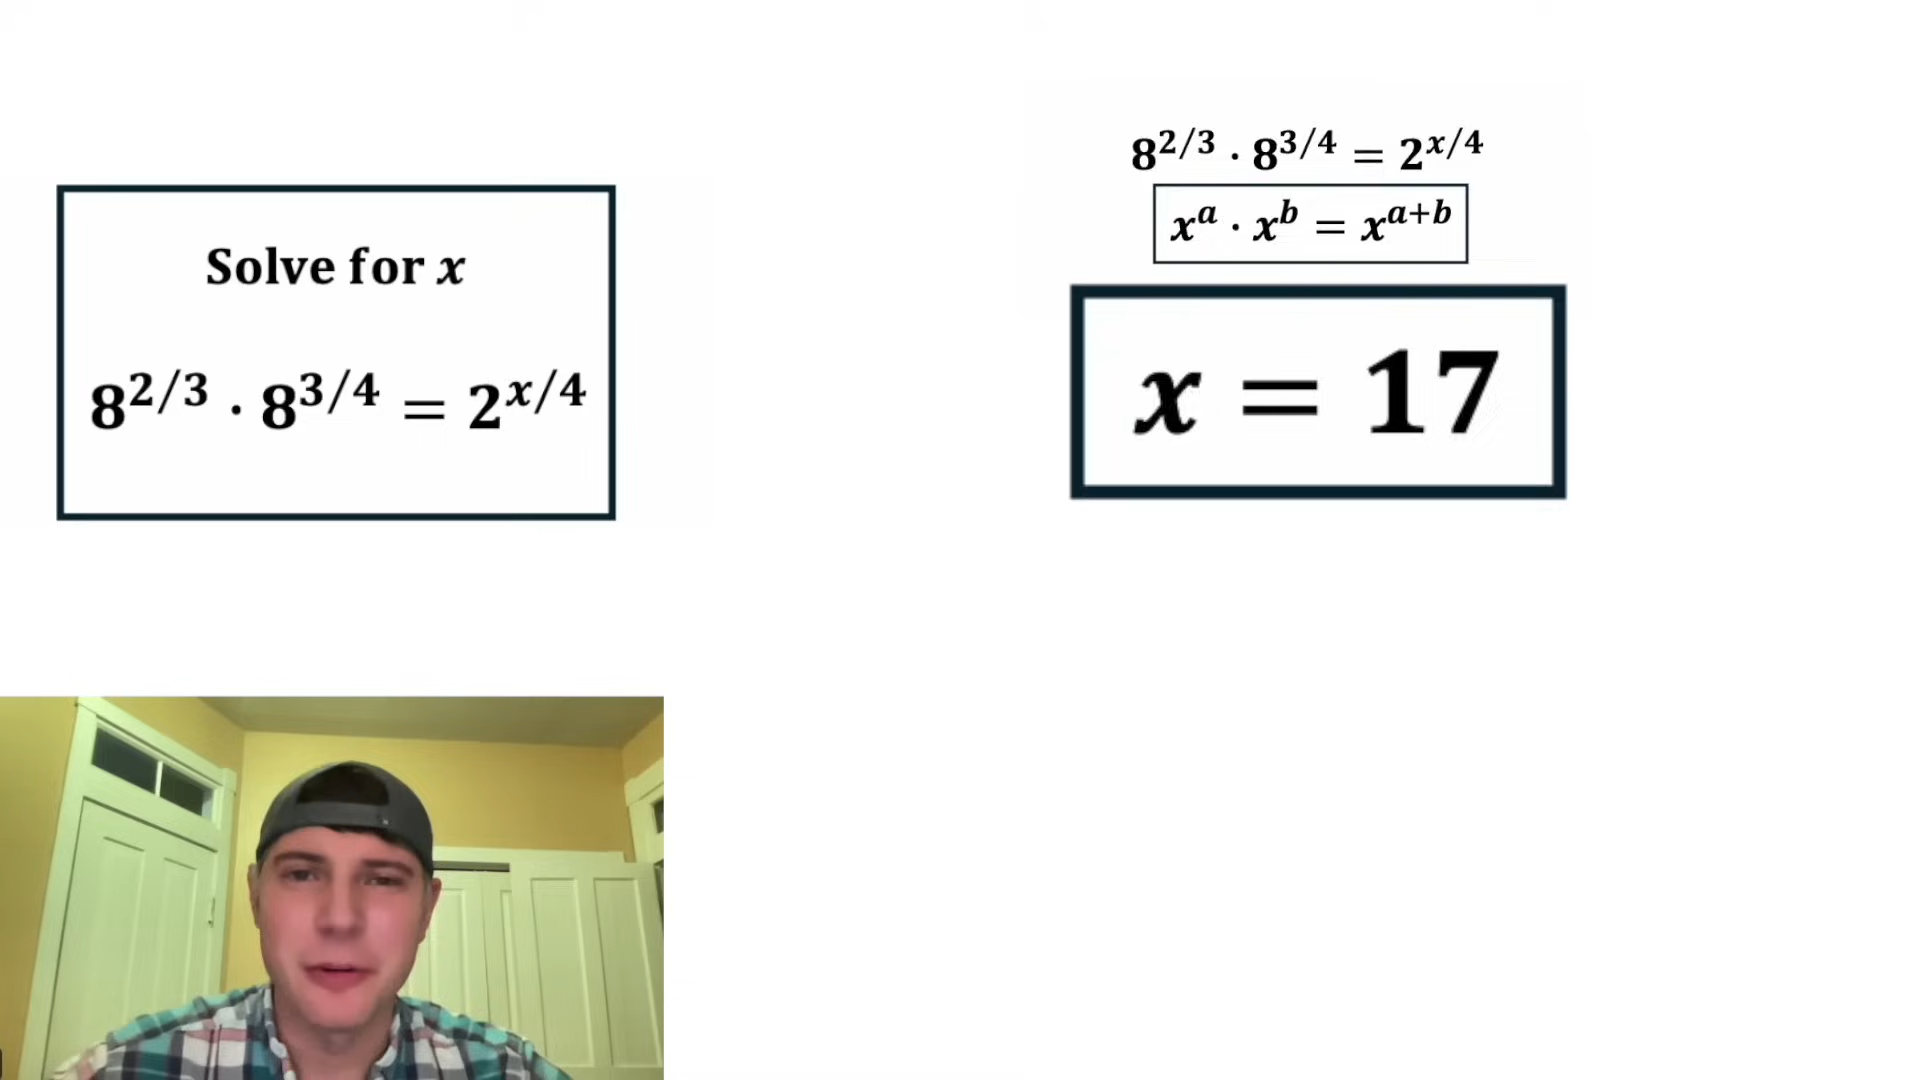 Solve for x
8^{2/3} · 8^{3/4} = 2^{x/4}
8^{2/3} · 8^{3/4} = 2^{x/4}
x^a · x^b = x^{a+b}
x = 17